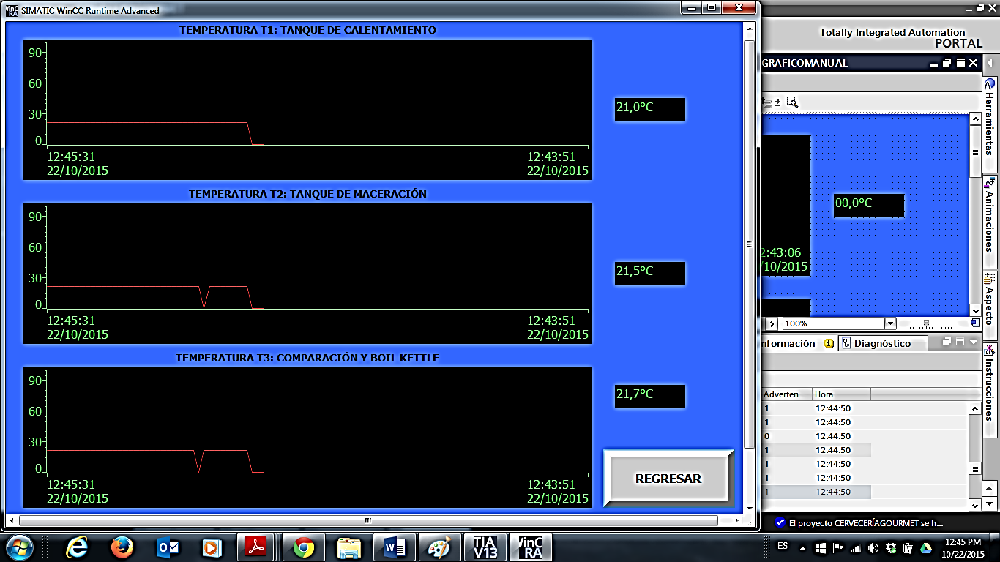 SIMATIC WinCC Runtime Advanced
TEMPERATURA T1: TANQUE DE CALENTAMIENTO
90
60
30
0
12:45:31
22/10/2015
12:43:51
22/10/2015
21,0°C
TEMPERATURA T2: TANQUE DE MACERACIÓN
90
60
30
0
12:45:31
22/10/2015
12:43:51
22/10/2015
21,5°C
TEMPERATURA T3: COMPARACIÓN Y BOIL KETTLE
90
60
30
0
12:45:31
22/10/2015
12:43:51
22/10/2015
21,7°C
REGRESAR
Totally Integrated Automation
PORTAL
GRAFICOMANUAL
00,0°C
2:43:06
/10/2015
100%
nformación
Diagnóstico
Adverten... Hora
1 12:44:50
1 12:44:50
0 12:44:50
1 12:44:50
1 12:44:50
1 12:44:50
1 12:44:50
Herramientas
Animaciones
Aspecto
Instrucciones
El proyecto CERVECERÍAGOURMET se h...
TIA
V13
WinC
RA
ES
12:45 PM
10/22/2015